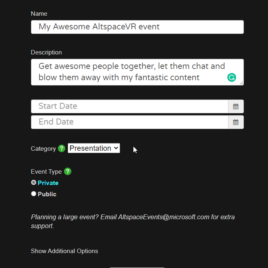 Name
My Awesome AltspaceVR event
Description
Get awesome people together, let them chat and
blow them away with my fantastic content
Start Date
End Date
Category ? Presentation
Event Type ?
Private
Public
Planning a large event? Email AltspaceEvents@microsoft.com for extra
support.
Show Additional Options